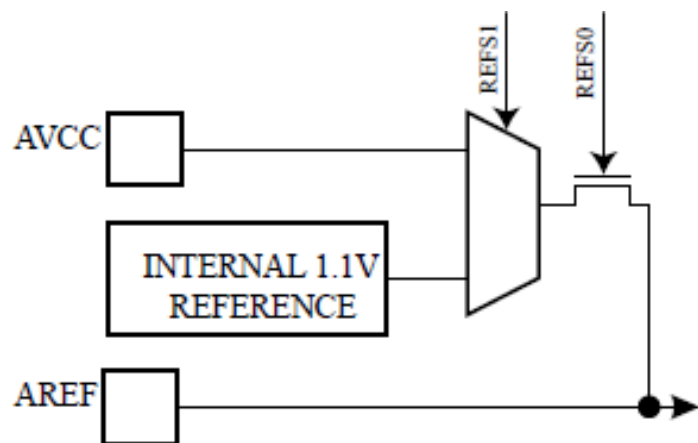 REFS1
REFS0
AVCC
INTERNAL 1.1V
REFERENCE
AREF